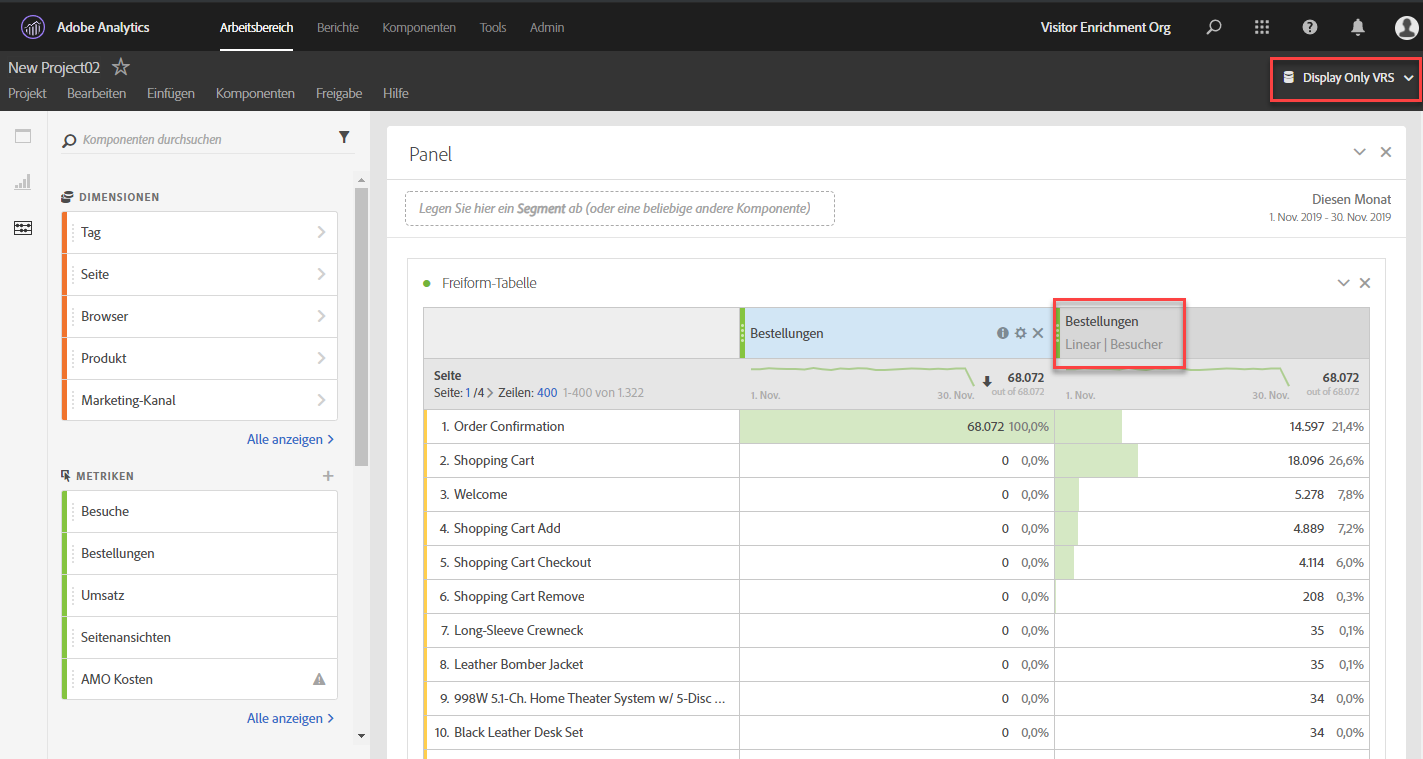 Adobe Analytics Arbeitsbereich Berichte Komponenten Tools Admin Visitor Enrichment Org
New Project02
Display Only VRS
Projekt Bearbeiten Einfügen Komponenten Freigabe Hilfe
Komponenten durchsuchen
DIMENSIONEN
Tag
Seite
Browser
Produkt
Marketing-Kanal
Alle anzeigen
METRIKEN
Besuche
Bestellungen
Umsatz
Seitenansichten
AMO Kosten
Alle anzeigen
Panel
Legen Sie hier ein Segment ab (oder eine beliebige andere Komponente)
Diesen Monat
1. Nov. 2019 - 30. Nov. 2019
Freiform-Tabelle
Bestellungen
Bestellungen
Linear | Besucher
Seite
Seite: 1 /4 Zeilen: 400 1-400 von 1.322
68.072
out of 68.072
1. Nov. 30. Nov.
68.072
out of 68.072
1. Nov. 30. Nov.
1. Order Confirmation 68.072 100,0% 14.597 21,4%
2. Shopping Cart 0 0,0% 18.096 26,6%
3. Welcome 0 0,0% 5.278 7,8%
4. Shopping Cart Add 0 0,0% 4.889 7,2%
5. Shopping Cart Checkout 0 0,0% 4.114 6,0%
6. Shopping Cart Remove 0 0,0% 208 0,3%
7. Long-Sleeve Crewneck 0 0,0% 35 0,1%
8. Leather Bomber Jacket 0 0,0% 35 0,1%
9. 998W 5.1-Ch. Home Theater System w/ 5-Disc ... 0 0,0% 34 0,0%
10. Black Leather Desk Set 0 0,0% 34 0,0%